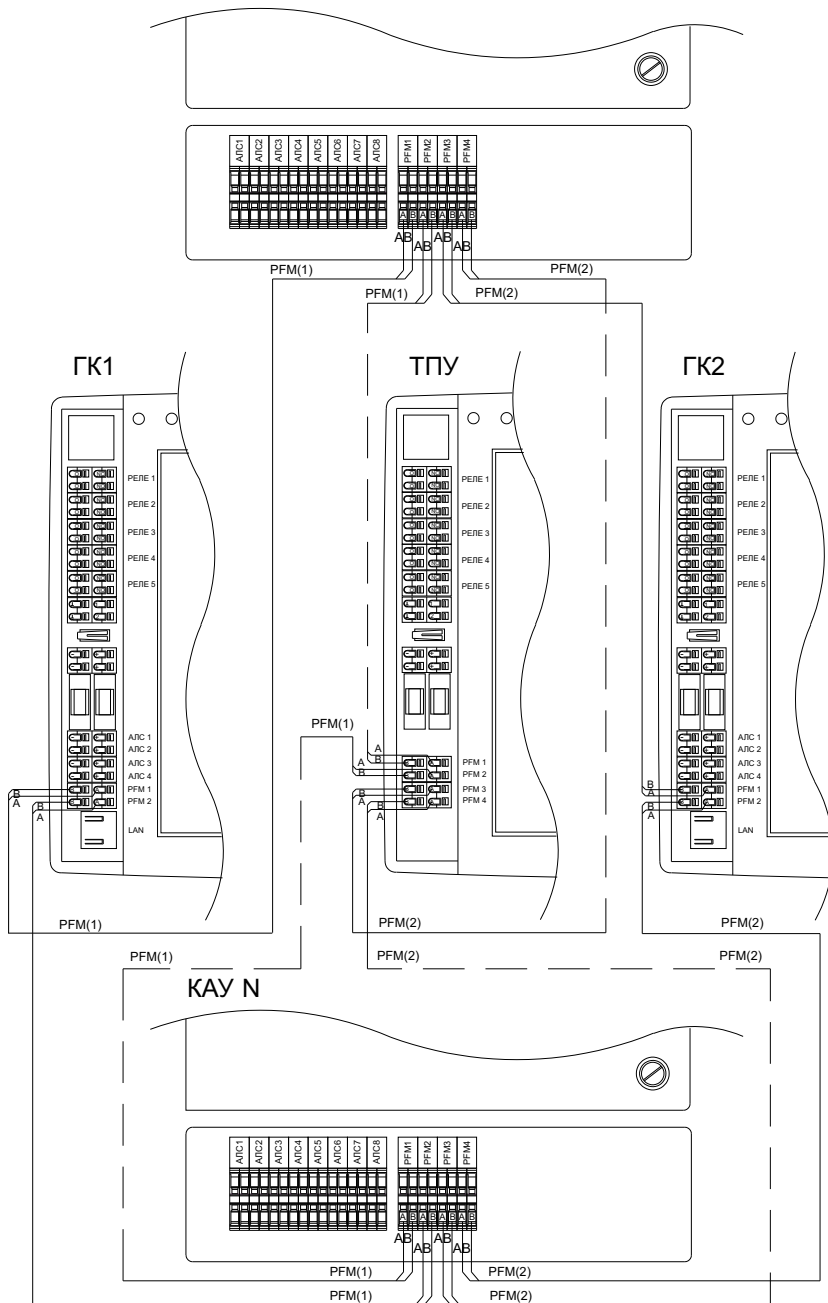 АЛС1 АЛС2 АЛС3 АЛС4 АЛС5 АЛС6 АЛС7 АЛС8 PFM1 PFM2 PFM3 PFM4
A B A B A B A B
AB AB
AB AB
PFM(1) PFM(2)
PFM(1) PFM(2)
ГК1 ТПУ ГК2
РЕЛЕ 1 РЕЛЕ 1 РЕЛЕ 1
РЕЛЕ 2 РЕЛЕ 2 РЕЛЕ 2
РЕЛЕ 3 РЕЛЕ 3 РЕЛЕ 3
РЕЛЕ 4 РЕЛЕ 4 РЕЛЕ 4
РЕЛЕ 5 РЕЛЕ 5 РЕЛЕ 5
PFM(1)
АЛС 1 АЛС 1
АЛС 2 A АЛС 2
АЛС 3 A B PFM 1 АЛС 3
АЛС 4 B PFM 2 АЛС 4
B PFM 1 B PFM 3 B PFM 1
A B PFM 2 A B PFM 4 A B PFM 2
A A A
LAN LAN
PFM(1) PFM(2) PFM(2)
PFM(1) PFM(2) PFM(2)
КАУ N
АЛС1 АЛС2 АЛС3 АЛС4 АЛС5 АЛС6 АЛС7 АЛС8 PFM1 PFM2 PFM3 PFM4
A B A B A B A B
AB AB
AB AB
PFM(1) PFM(2)
PFM(1) PFM(2)